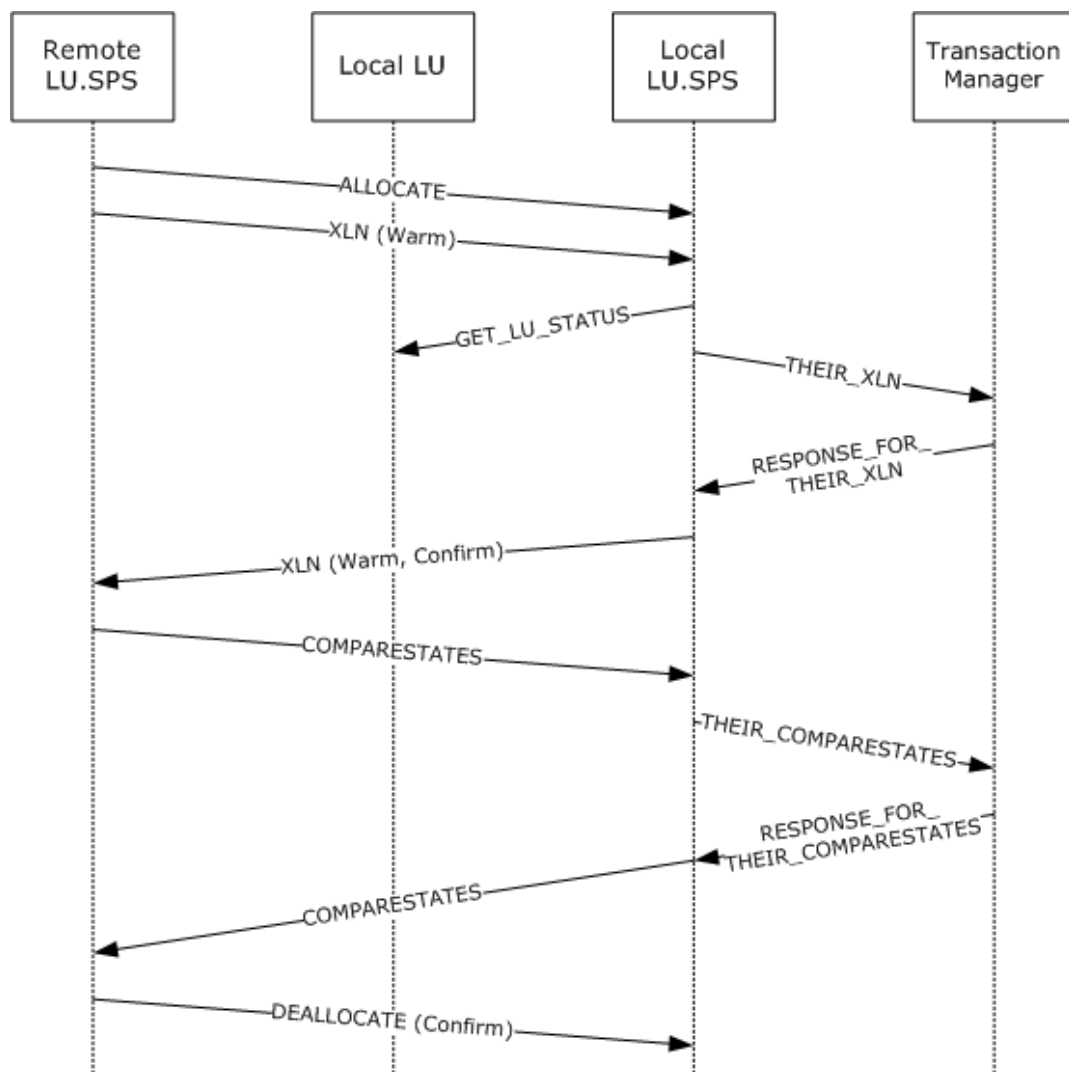 Remote
LU.SPS
Local LU
Local
LU.SPS
Transaction
Manager
ALLOCATE
XLN (Warm)
GET_LU_STATUS
THEIR_XLN
RESPONSE_FOR_
THEIR_XLN
XLN (Warm, Confirm)
COMPARESTATES
THEIR_COMPARESTATES
RESPONSE_FOR_
THEIR_COMPARESTATES
COMPARESTATES
DEALLOCATE (Confirm)